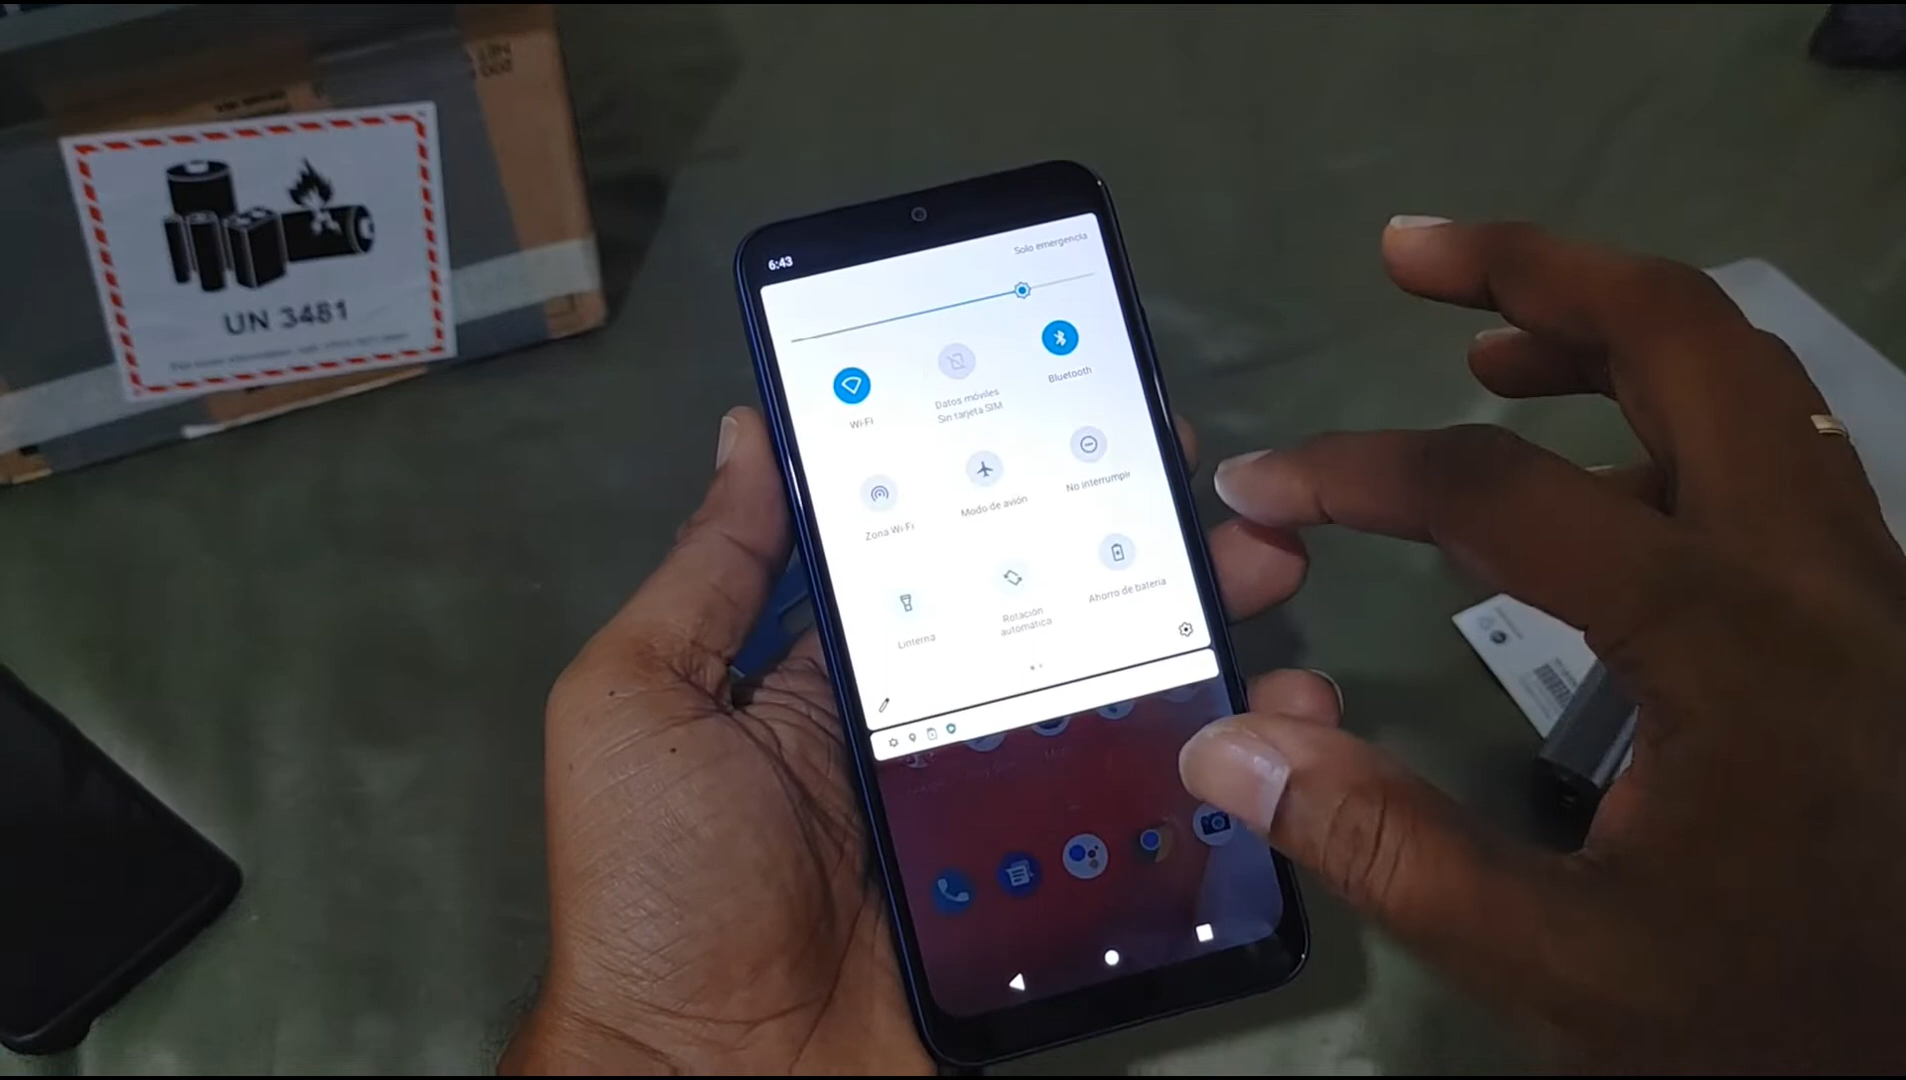 UN 3481
6:43
Solo emergencia
Wi-Fi
Datos móviles
Sin tarjeta SIM
Bluetooth
Zona Wi-Fi
Modo de avión
No interrumpir
Linterna
Rotación
automática
Ahorro de batería